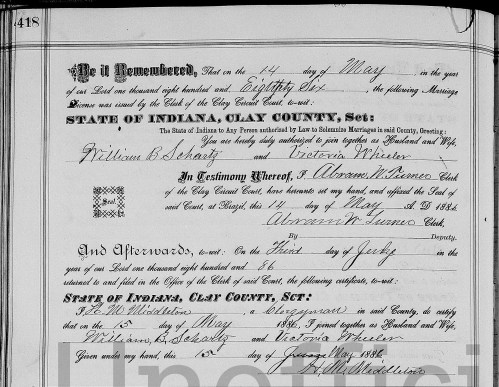 418
Be it Remembered, That on the 14 day of May in the year
of our Lord one thousand eight hundred and Eighty Six, the following Marriage
License was issued by the Clerk of the Clay Circuit Court, to-wit:
STATE OF INDIANA, CLAY COUNTY, Sct:
The State of Indiana to Any Person authorized by Law to Solemnize Marriages in said County, Greeting:
You are hereby duly authorized to join together as Husband and Wife,
William B. Schartz and Victoria Wheeler
In Testimony Whereof, I, Abram W. Turner Clerk
of the Clay Circuit Court, have hereunto set my hand, and affixed the Seal of
Seal said Court, at Brazil, this 14 day of May A. D 1886
Abram W Turner Clerk,
By Deputy.
And Afterwards, to-wit: On the Third day of June in the
year of our Lord one thousand eight hundred and 86
returned to and filed in the Office of the Clerk of said Court, the following certificate, to-wit:
STATE OF INDIANA, CLAY COUNTY, SCT:
I, H. M. Middleton a Clergyman in said County, do certify
that on the 15 day of May 1886, I joined together as Husband and Wife,
William B. Schartz and Victoria Wheeler
Given under my hand, this 15 day of May 1886
H. M. Middleton